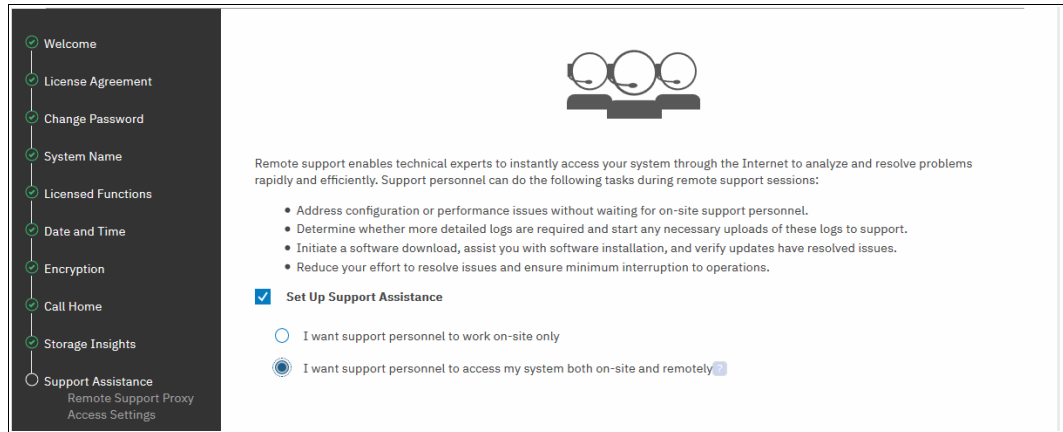 Welcome
License Agreement
Change Password
System Name
Licensed Functions
Date and Time
Encryption
Call Home
Storage Insights
Support Assistance
Remote Support Proxy
Access Settings
Remote support enables technical experts to instantly access your system through the Internet to analyze and resolve problems
rapidly and efficiently. Support personnel can do the following tasks during remote support sessions:
• Address configuration or performance issues without waiting for on-site support personnel.
• Determine whether more detailed logs are required and start any necessary uploads of these logs to support.
• Initiate a software download, assist you with software installation, and verify updates have resolved issues.
• Reduce your effort to resolve issues and ensure minimum interruption to operations.
Set Up Support Assistance
I want support personnel to work on-site only
I want support personnel to access my system both on-site and remotely ?